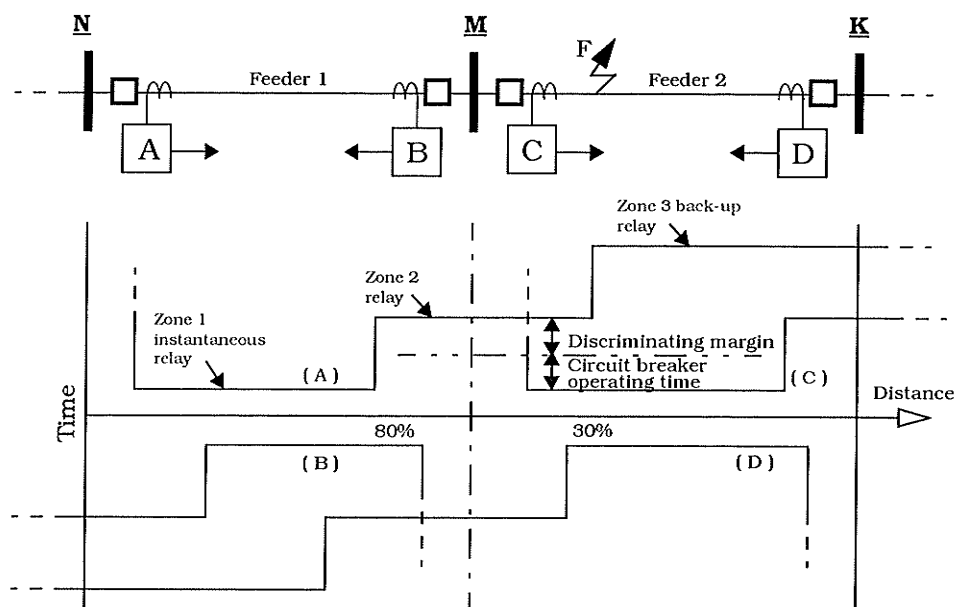 N
M
K
F
Feeder 1
Feeder 2
A
B
C
D
Zone 3 back-up
relay
Zone 2
relay
Zone 1
instantaneous
relay
Discriminating margin
Circuit breaker
operating time
(A)
(C)
Distance
Time
80%
30%
(B)
(D)